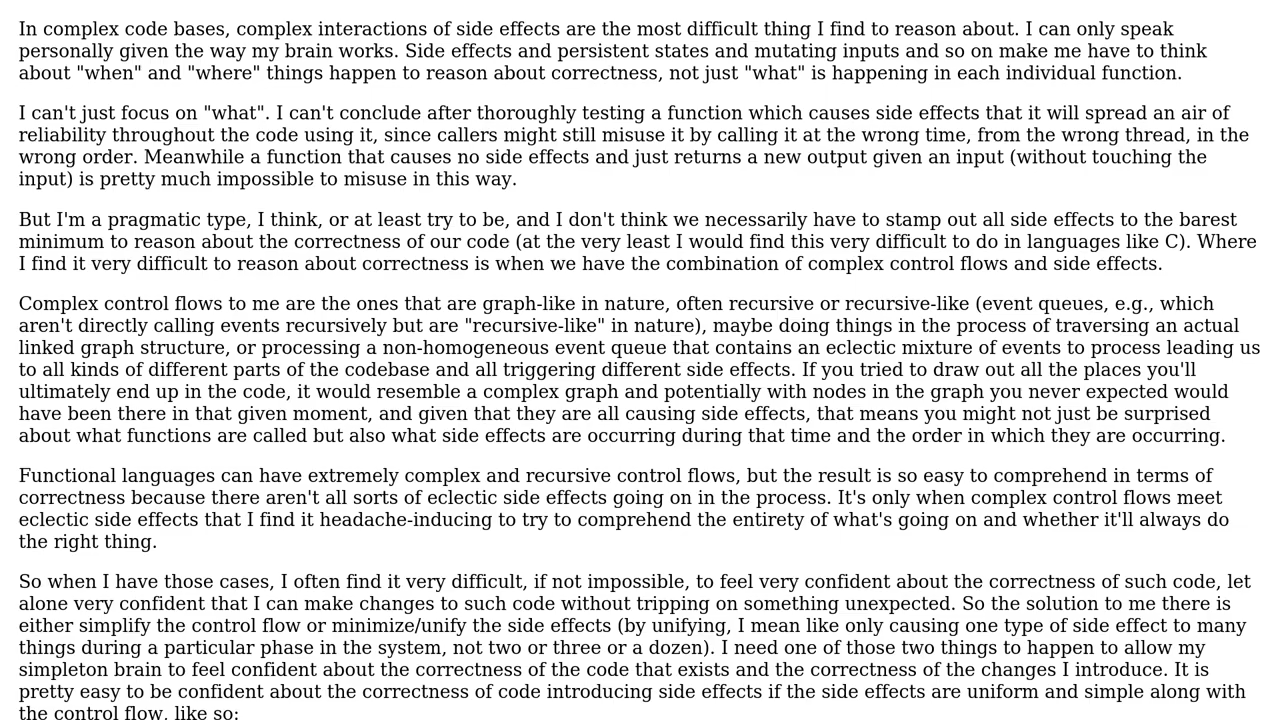 In complex code bases, complex interactions of side effects are the most difficult thing I find to reason about. I can only speak
personally given the way my brain works. Side effects and persistent states and mutating inputs and so on make me have to think
about "when" and "where" things happen to reason about correctness, not just "what" is happening in each individual function.
I can't just focus on "what". I can't conclude after thoroughly testing a function which causes side effects that it will spread an air of
reliability throughout the code using it, since callers might still misuse it by calling it at the wrong time, from the wrong thread, in the
wrong order. Meanwhile a function that causes no side effects and just returns a new output given an input (without touching the
input) is pretty much impossible to misuse in this way.
But I'm a pragmatic type, I think, or at least try to be, and I don't think we necessarily have to stamp out all side effects to the barest
minimum to reason about the correctness of our code (at the very least I would find this very difficult to do in languages like C). Where
I find it very difficult to reason about correctness is when we have the combination of complex control flows and side effects.
Complex control flows to me are the ones that are graph-like in nature, often recursive or recursive-like (event queues, e.g., which
aren't directly calling events recursively but are "recursive-like" in nature), maybe doing things in the process of traversing an actual
linked graph structure, or processing a non-homogeneous event queue that contains an eclectic mixture of events to process leading us
to all kinds of different parts of the codebase and all triggering different side effects. If you tried to draw out all the places you'll
ultimately end up in the code, it would resemble a complex graph and potentially with nodes in the graph you never expected would
have been there in that given moment, and given that they are all causing side effects, that means you might not just be surprised
about what functions are called but also what side effects are occurring during that time and the order in which they are occurring.
Functional languages can have extremely complex and recursive control flows, but the result is so easy to comprehend in terms of
correctness because there aren't all sorts of eclectic side effects going on in the process. It's only when complex control flows meet
eclectic side effects that I find it headache-inducing to try to comprehend the entirety of what's going on and whether it'll always do
the right thing.
So when I have those cases, I often find it very difficult, if not impossible, to feel very confident about the correctness of such code, let
alone very confident that I can make changes to such code without tripping on something unexpected. So the solution to me there is
either simplify the control flow or minimize/unify the side effects (by unifying, I mean like only causing one type of side effect to many
things during a particular phase in the system, not two or three or a dozen). I need one of those two things to happen to allow my
simpleton brain to feel confident about the correctness of the code that exists and the correctness of the changes I introduce. It is
pretty easy to be confident about the correctness of code introducing side effects if the side effects are uniform and simple along with
the control flow, like so: